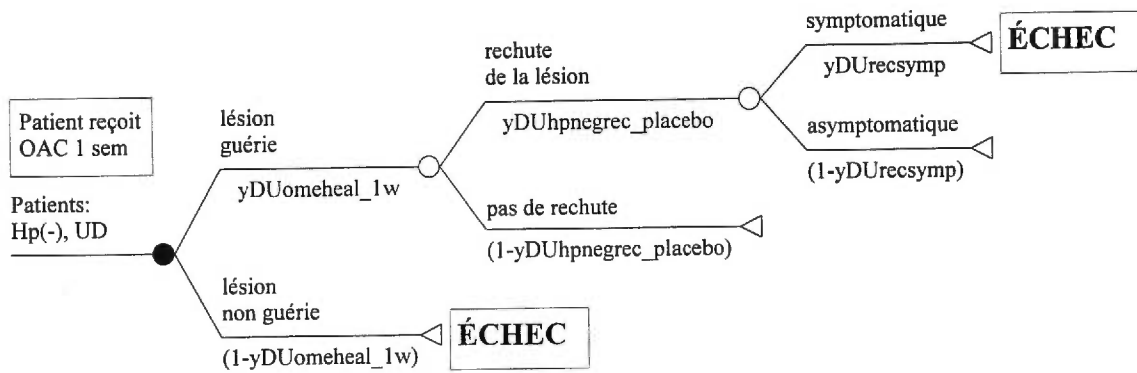 Patient reçoit
OAC 1 sem
Patients:
Hp(-), UD
lésion
guérie
yDUomeheal_1w
lésion
non guérie
(1-yDUomeheal_1w)
ÉCHEC
rechute
de la lésion
yDUhpnegrec_placebo
pas de rechute
(1-yDUhpnegrec_placebo)
symptomatique
yDUrecsymp
ÉCHEC
asymptomatique
(1-yDUrecsymp)